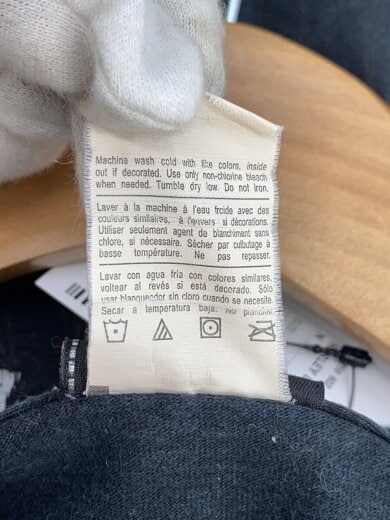 Machine wash cold with like colors, inside
out if decorated. Use only non-chlorine bleach
when needed. Tumble dry low. Do not iron.
Laver à la machine à l'eau froide avec des
couleurs similaires, à l'envers si décorations.
Utiliser seulement agent de blanchiment sans
chlore, si nécessaire. Sécher par culbutage à
basse température. Ne pas repasser.
Lavar con agua fría con colores similares,
voltear al revés si está decorado. Sólo
usar blanqueador sin cloro cuando se necesite
Secar a temperatura baja. No planchar